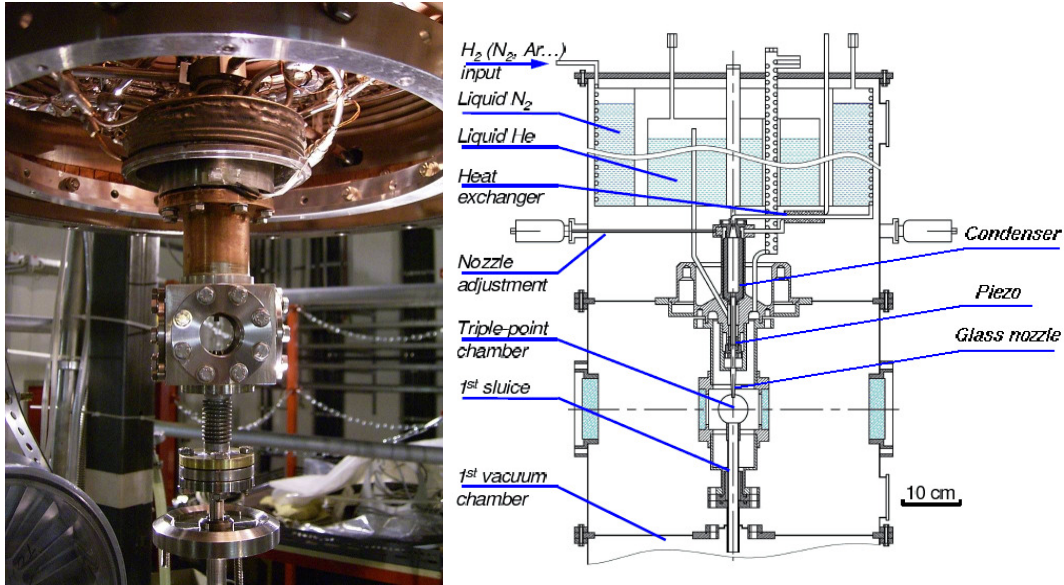 H2 (N2, Ar…)
input
Liquid N2
Liquid He
Heat
exchanger
Nozzle
adjustment
Triple-point
chamber
1st sluice
1st vacuum
chamber
Condenser
Piezo
Glass nozzle
10 cm